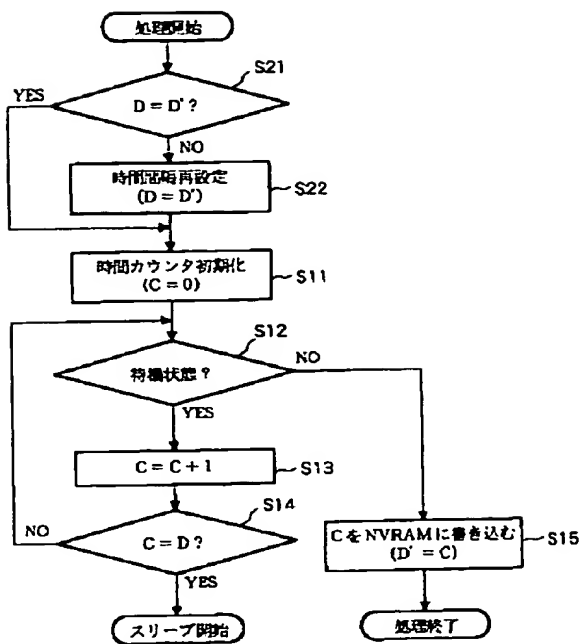 処理開始
S21
D = D' ?
YES
NO
時間間隔再設定
(D = D')
S22
時間カウンタ初期化
(C = 0)
S11
S12
待機状態？
NO
YES
C = C + 1
S13
S14
C = D ?
NO
YES
CをNVRAMに書き込む
(D' = C)
S15
スリープ開始
処理終了